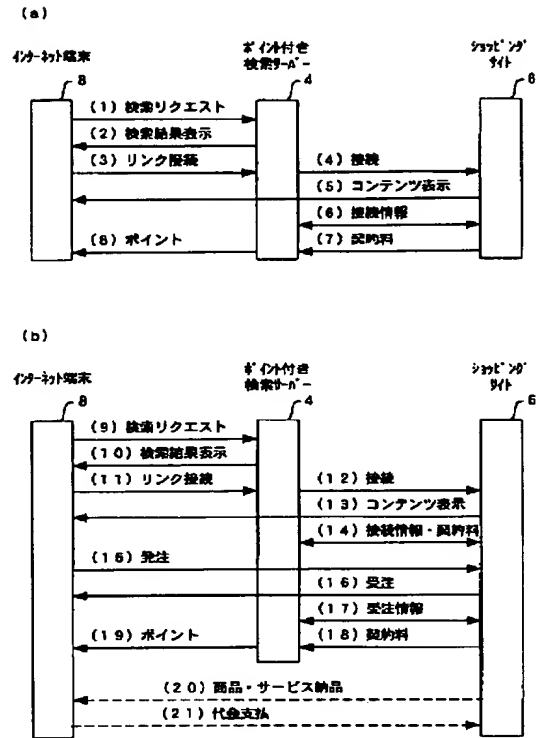 (a)
インターネット端末
ポイント付き
検索サーバー
ショッピング
サイト
8
4
6
(1) 検索リクエスト
(2) 検索結果表示
(3) リンク接続
(4) 接続
(5) コンテンツ表示
(6) 接続情報
(7) 契約料
(8) ポイント
(b)
インターネット端末
ポイント付き
検索サーバー
ショッピング
サイト
8
4
6
(9) 検索リクエスト
(10) 検索結果表示
(11) リンク接続
(12) 接続
(13) コンテンツ表示
(14) 接続情報・契約料
(15) 発注
(16) 受注
(17) 受注情報
(18) 契約料
(19) ポイント
(20) 商品・サービス納品
(21) 代金支払